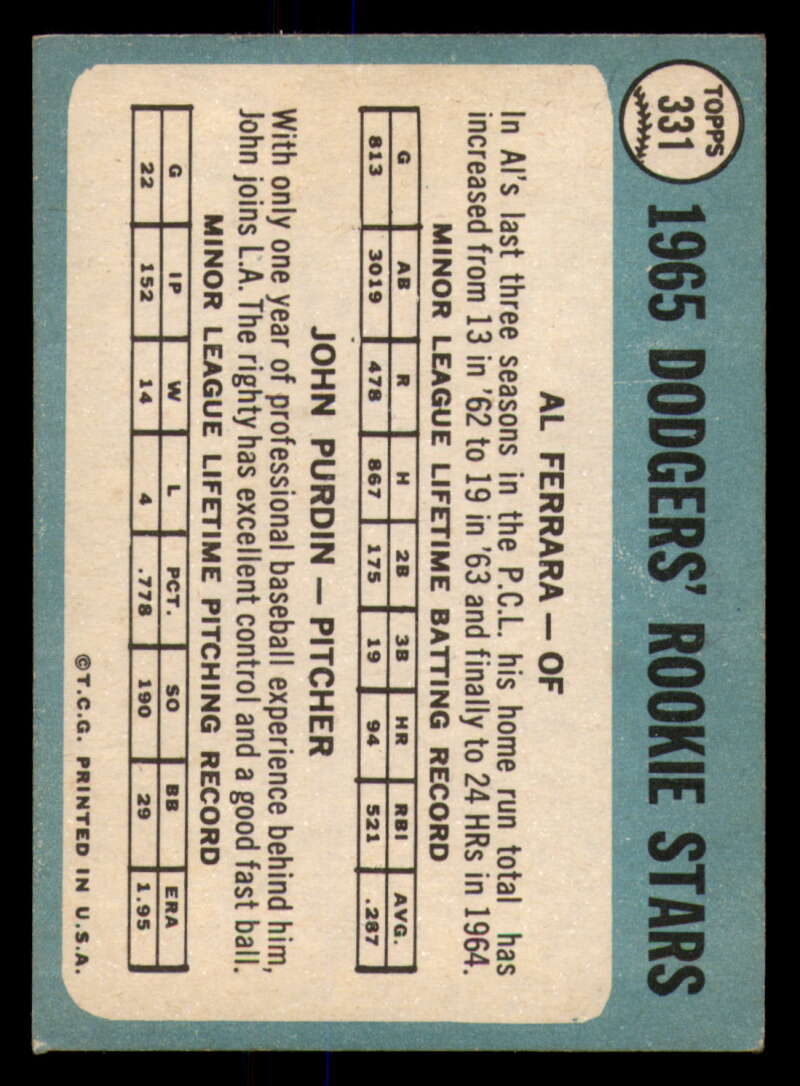 TOPPS
331
1965 DODGERS' ROOKIE STARS
AL FERRARA — OF
In Al's last three seasons in the P.C.L. his home run total has
increased from 13 in '62 to 19 in '63 and finally to 24 HRs in 1964.
MINOR LEAGUE LIFETIME BATTING RECORD
G AB R H 2B 3B HR RBI AVG.
813 3019 478 867 175 19 94 521 .287
JOHN PURDIN — PITCHER
With only one year of professional baseball experience behind him,
John joins L.A. The righty has excellent control and a good fast ball.
MINOR LEAGUE LIFETIME PITCHING RECORD
G IP W L PCT. SO BB ERA
22 152 14 4 .778 190 29 1.95
©T.C.G. PRINTED IN U.S.A.